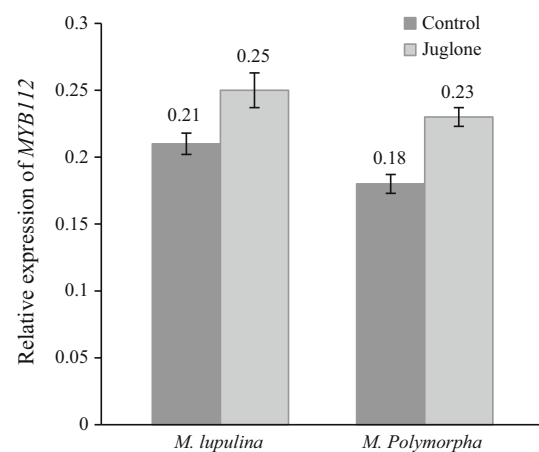 Relative expression of MYB112
0.3
0.25
0.2
0.15
0.1
0.05
0
Control
Juglone
0.21
0.25
0.18
0.23
M. lupulina
M. Polymorpha